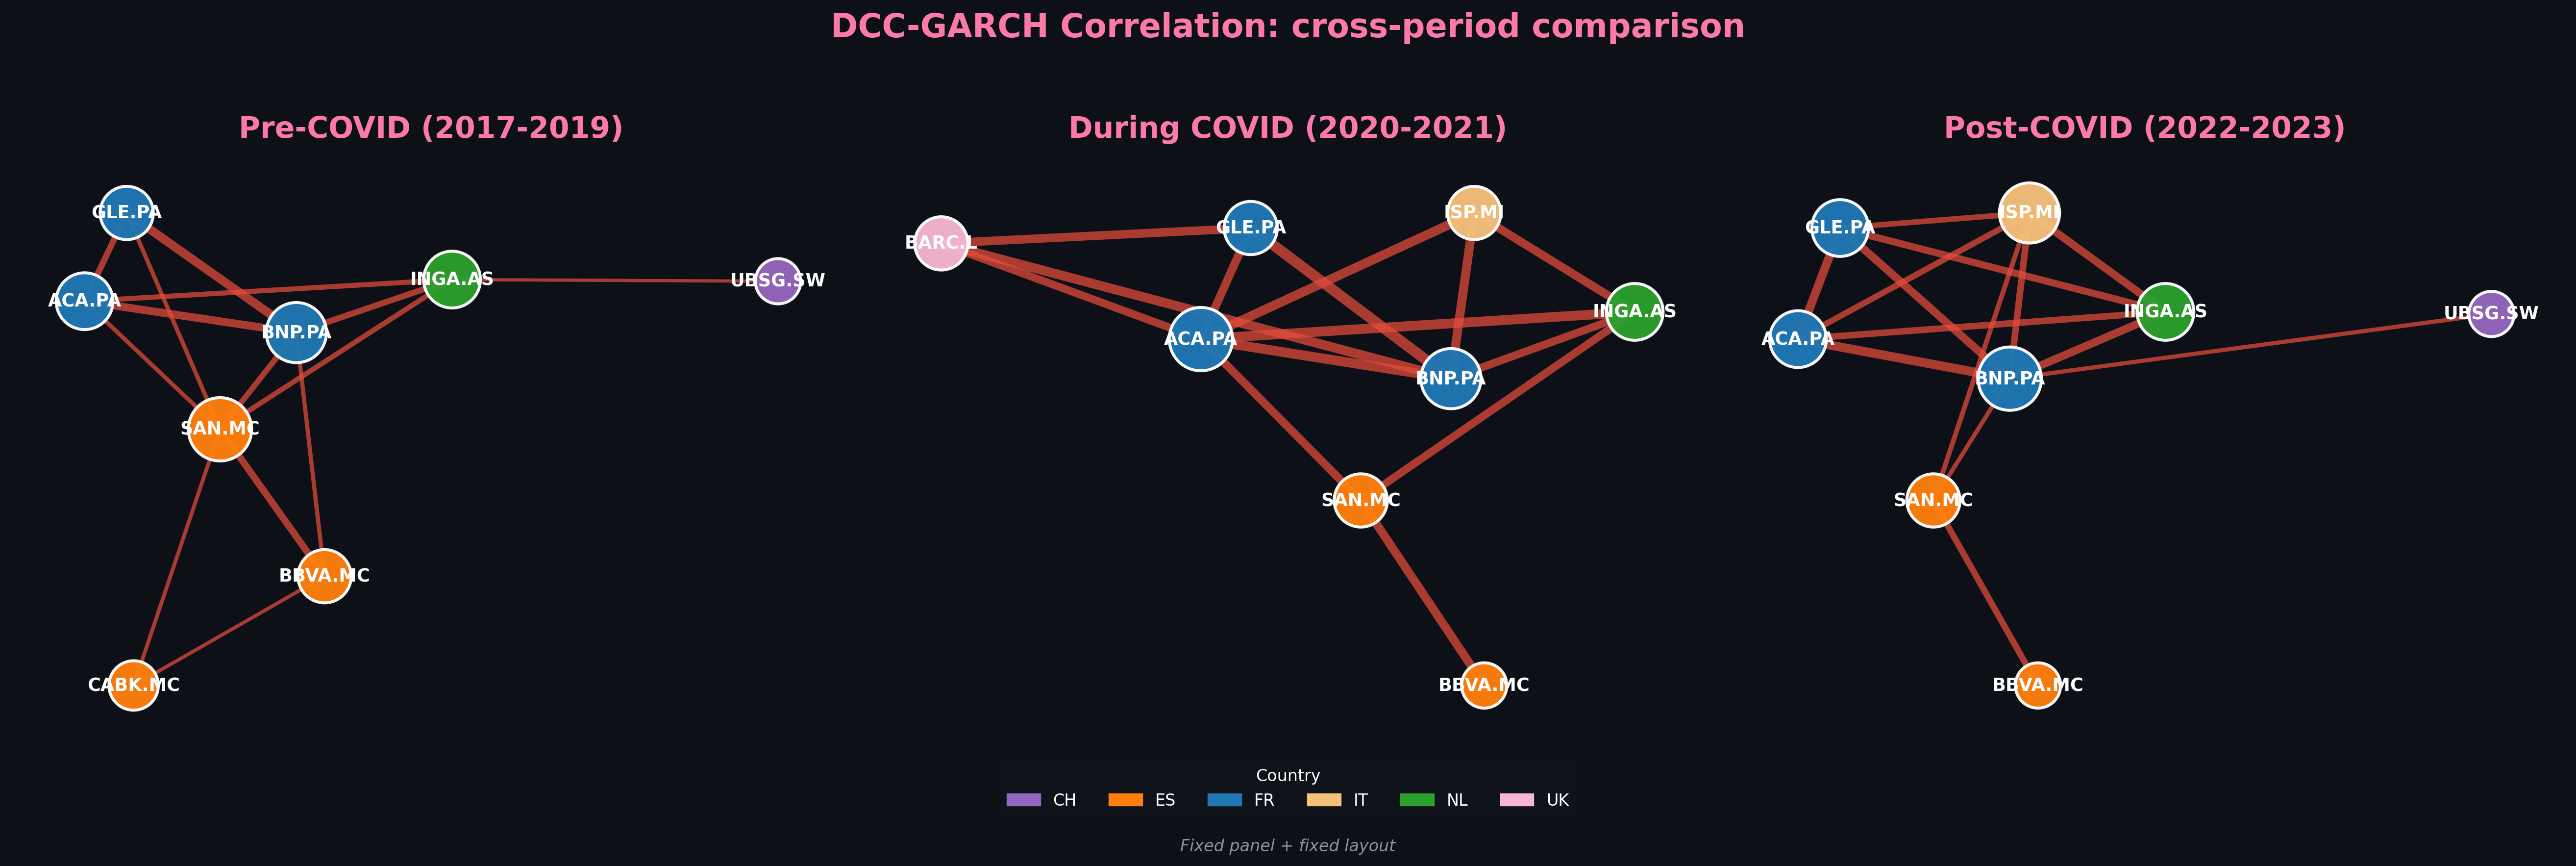 DCC-GARCH Correlation: cross-period comparison
Pre-COVID (2017-2019)
GLE.PA
ACA.PA
INGA.AS
UBSG.SW
BNP.PA
SAN.MC
BBVA.MC
CABK.MC
During COVID (2020-2021)
BARC.L
GLE.PA
ISP.MI
INGA.AS
ACA.PA
BNP.PA
SAN.MC
BBVA.MC
Post-COVID (2022-2023)
GLE.PA
ISP.MI
INGA.AS
UBSG.SW
ACA.PA
BNP.PA
SAN.MC
BBVA.MC
Country
CH ES FR IT NL UK
Fixed panel + fixed layout